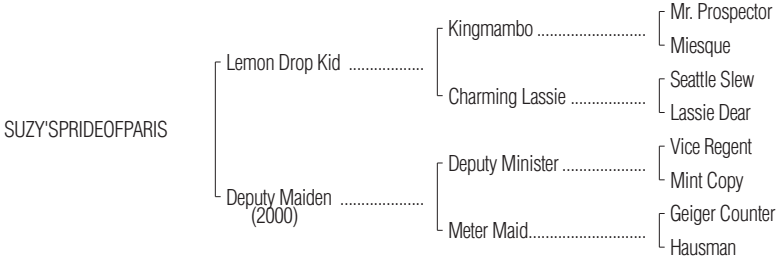 Mr. Prospector
Kingmambo ..........................
Miesque
Lemon Drop Kid ..................
Seattle Slew
Charming Lassie ..................
Lassie Dear
SUZY'SPRIDEOFPARIS
Vice Regent
Deputy Minister ....................
Mint Copy
Deputy Maiden ....................
(2000)
Geiger Counter
Meter Maid............................
Hausman